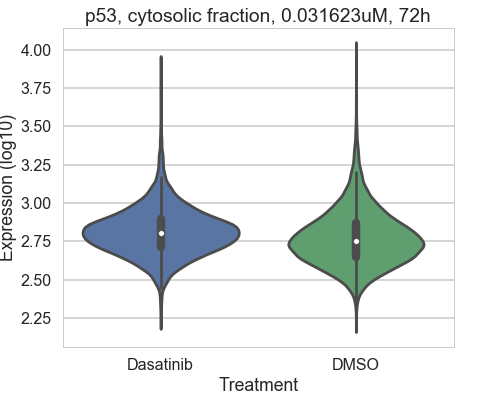 p53, cytosolic fraction, 0.031623uM, 72h
Expression (log10)
4.00
3.75
3.50
3.25
3.00
2.75
2.50
2.25
Dasatinib
DMSO
Treatment